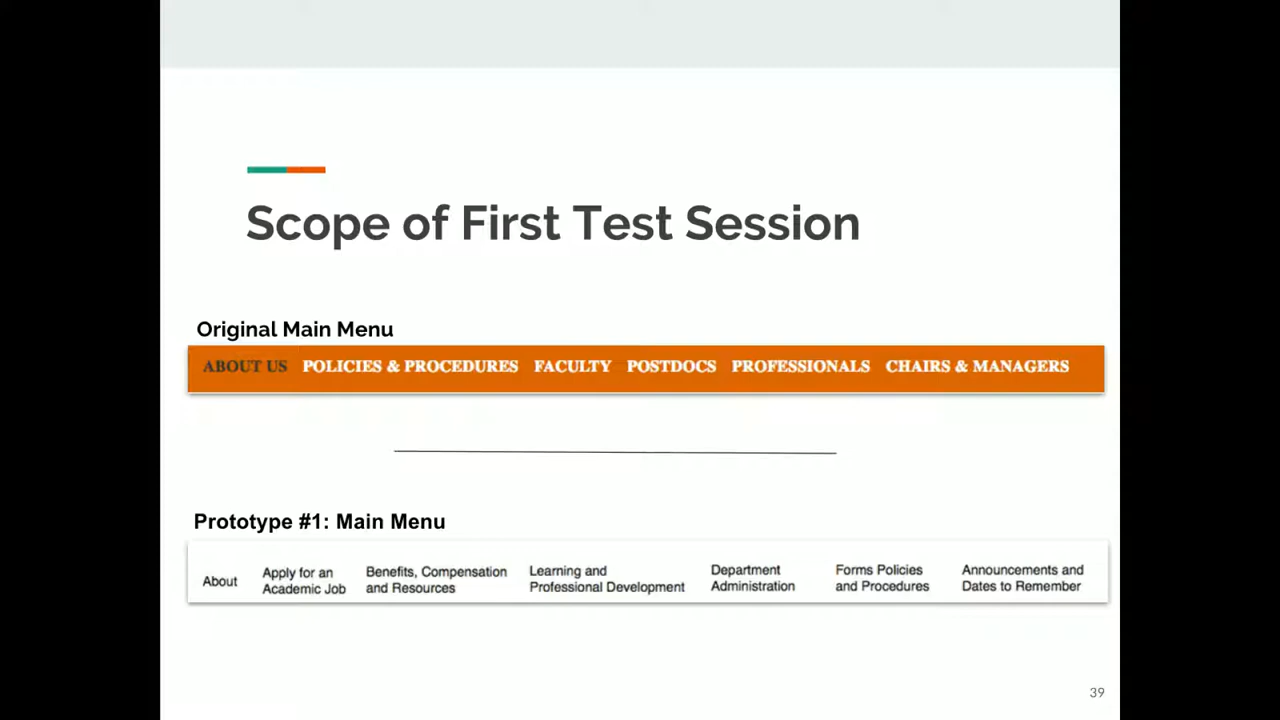 Scope of First Test Session
Original Main Menu
ABOUT US POLICIES & PROCEDURES FACULTY POSTDOCS PROFESSIONALS CHAIRS & MANAGERS
Prototype #1: Main Menu
About
Apply for an
Academic Job
Benefits, Compensation
and Resources
Learning and
Professional Development
Department
Administration
Forms Policies
and Procedures
Announcements and
Dates to Remember
39